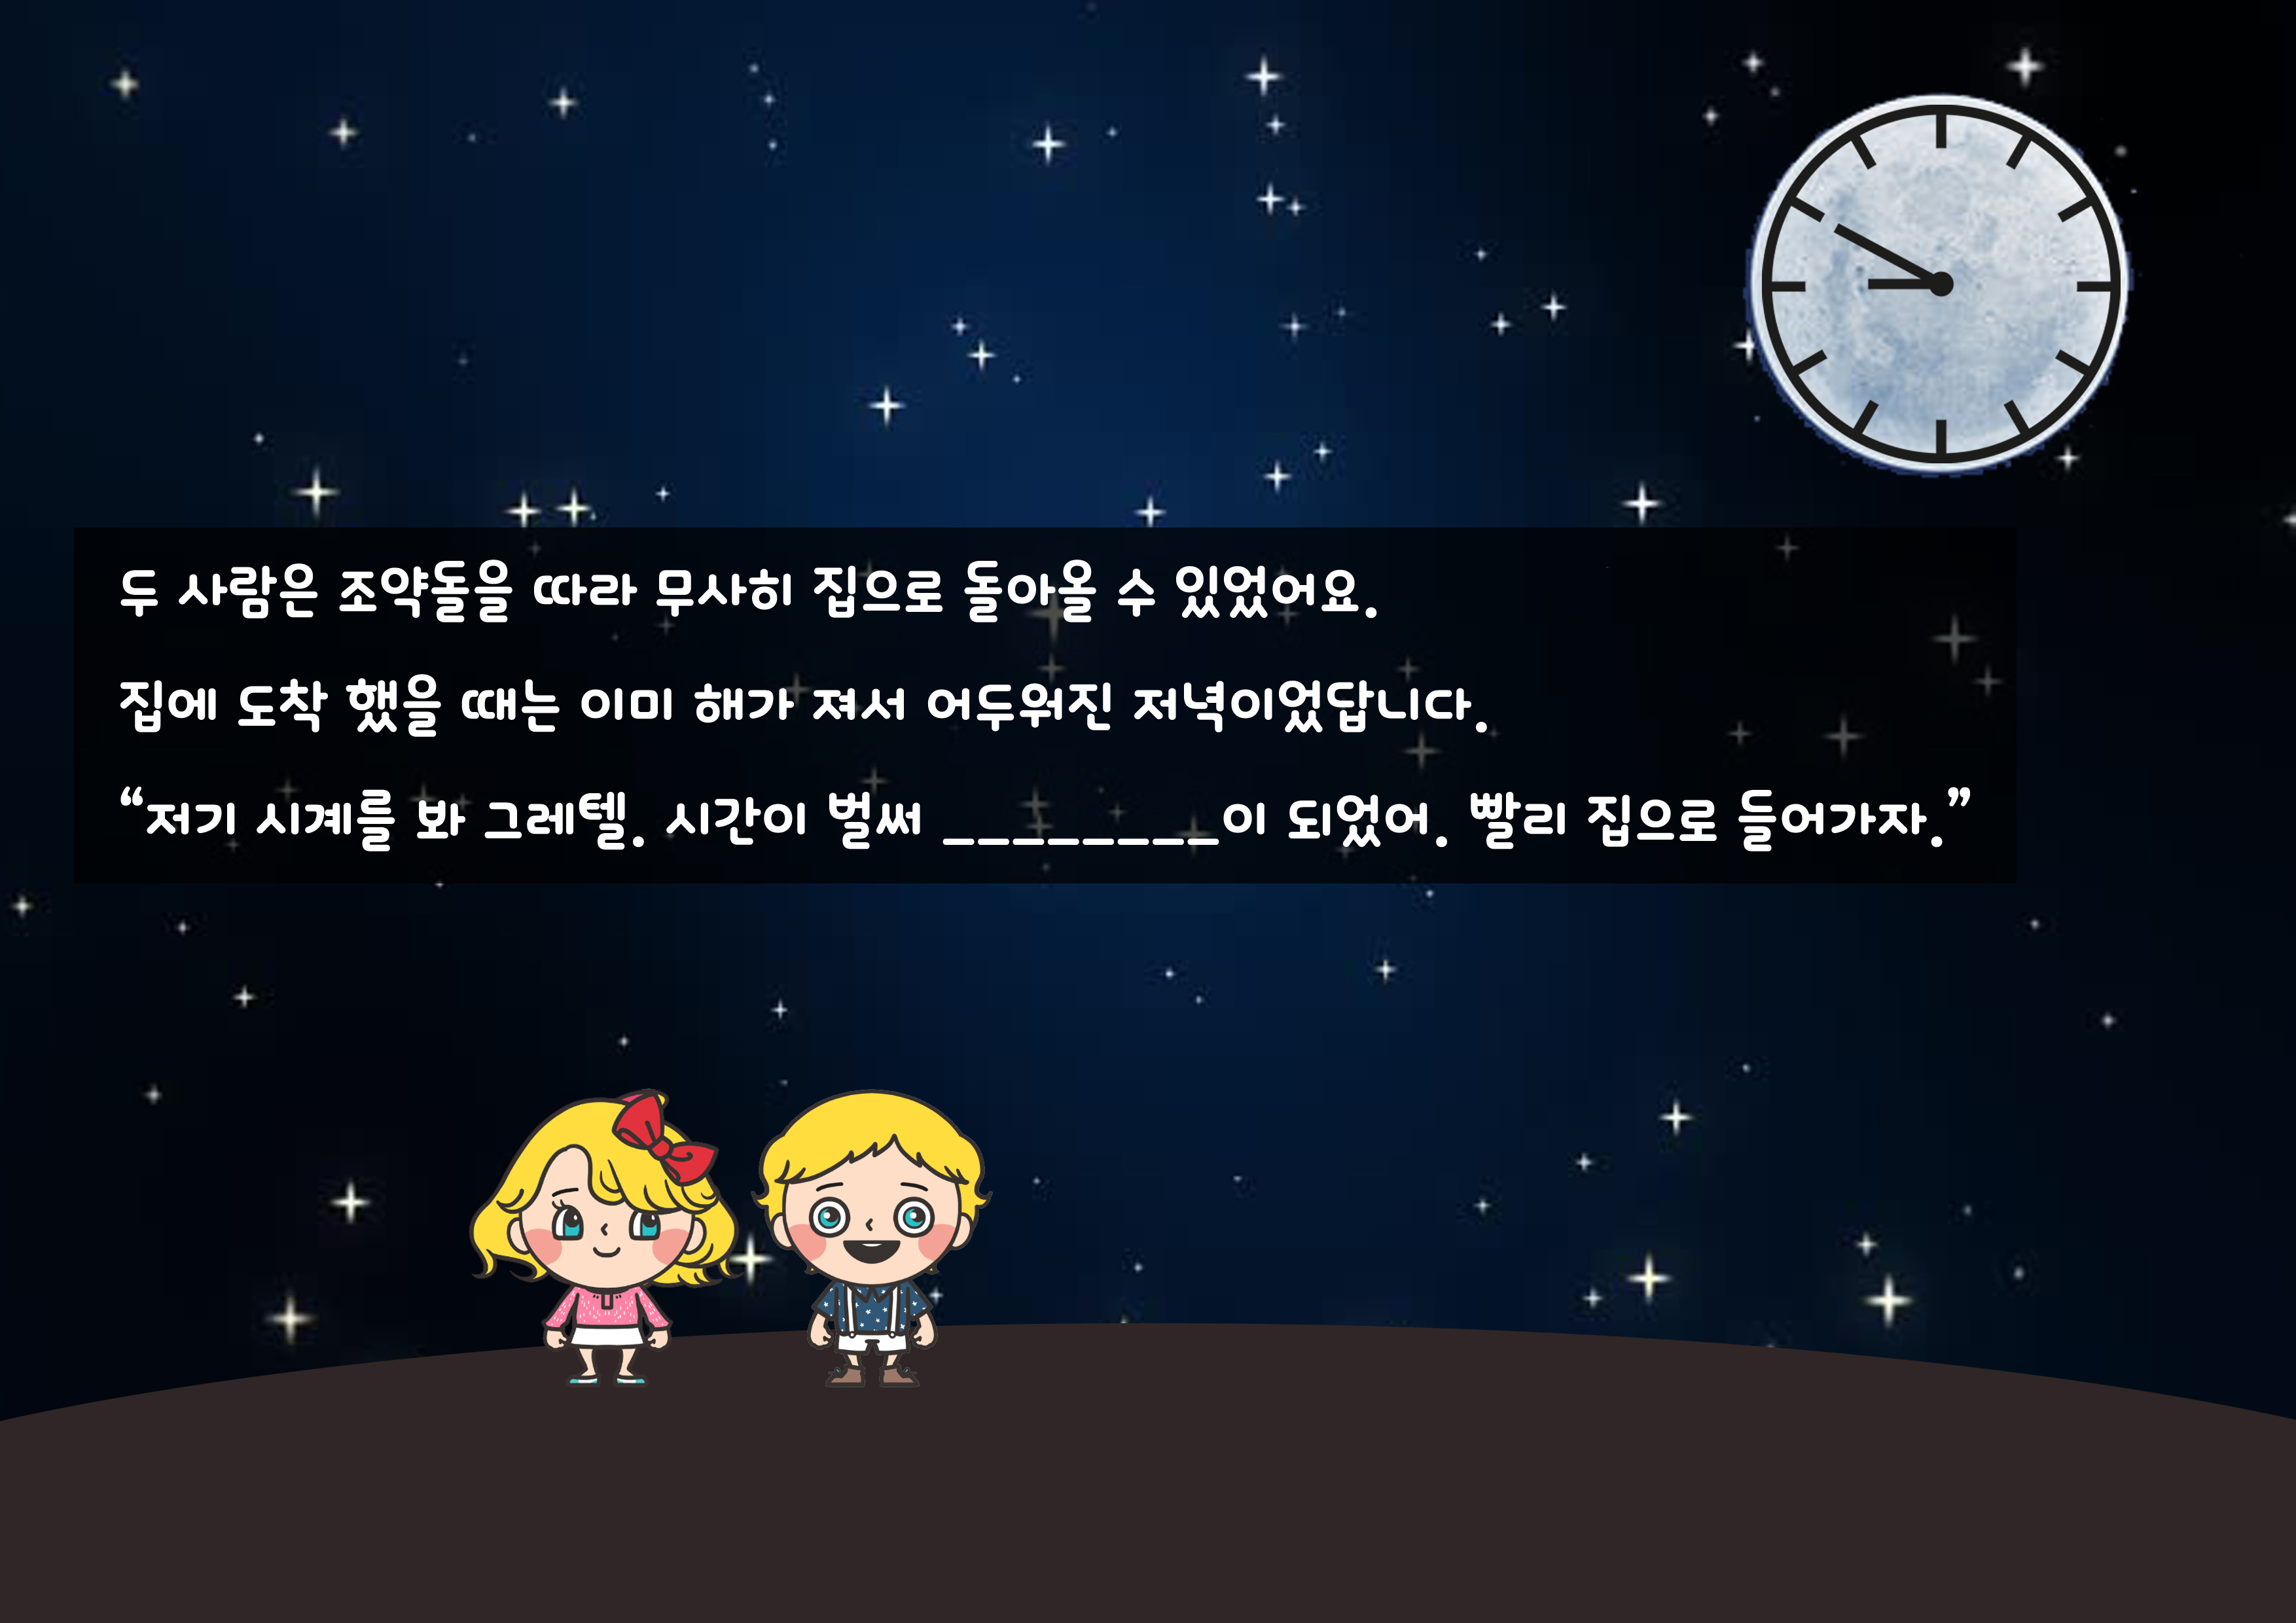 두 사람은 조약돌을 따라 무사히 집으로 돌아올 수 있었어요.
집에 도착 했을 때는 이미 해가 져서 어두워진 저녁이었답니다.
“저기 시계를 봐 그레텔. 시간이 벌써 ________이 되었어. 빨리 집으로 들어가자.”